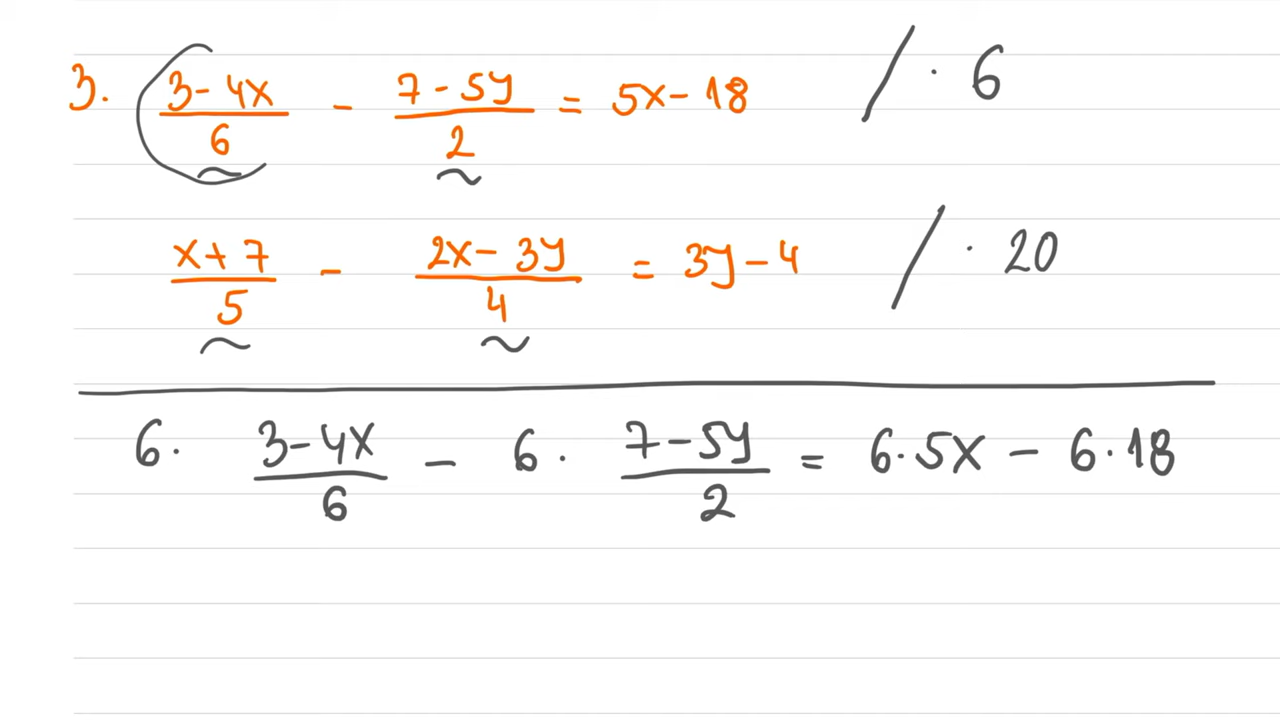 3. (3-4x)/6 - (7-5y)/2 = 5x-18 / · 6
(x+7)/5 - (2x-3y)/4 = 3y-4 / · 20
6· (3-4x)/6 - 6· (7-5y)/2 = 6·5x - 6·18